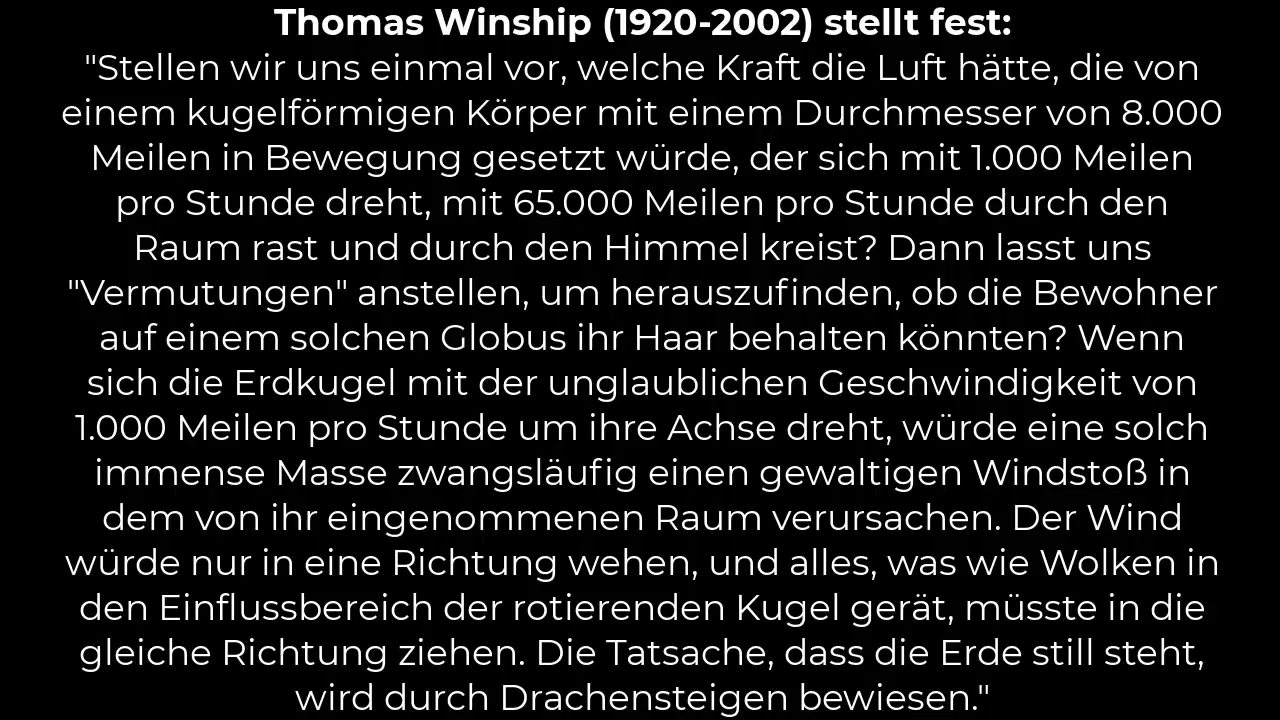 Thomas Winship (1920-2002) stellt fest:
"Stellen wir uns einmal vor, welche Kraft die Luft hätte, die von
einem kugelförmigen Körper mit einem Durchmesser von 8.000
Meilen in Bewegung gesetzt würde, der sich mit 1.000 Meilen
pro Stunde dreht, mit 65.000 Meilen pro Stunde durch den
Raum rast und durch den Himmel kreist? Dann lasst uns
"Vermutungen" anstellen, um herauszufinden, ob die Bewohner
auf einem solchen Globus ihr Haar behalten könnten? Wenn
sich die Erdkugel mit der unglaublichen Geschwindigkeit von
1.000 Meilen pro Stunde um ihre Achse dreht, würde eine solch
immense Masse zwangsläufig einen gewaltigen Windstoß in
dem von ihr eingenommenen Raum verursachen. Der Wind
würde nur in eine Richtung wehen, und alles, was wie Wolken in
den Einflussbereich der rotierenden Kugel gerät, müsste in die
gleiche Richtung ziehen. Die Tatsache, dass die Erde still steht,
wird durch Drachensteigen bewiesen."